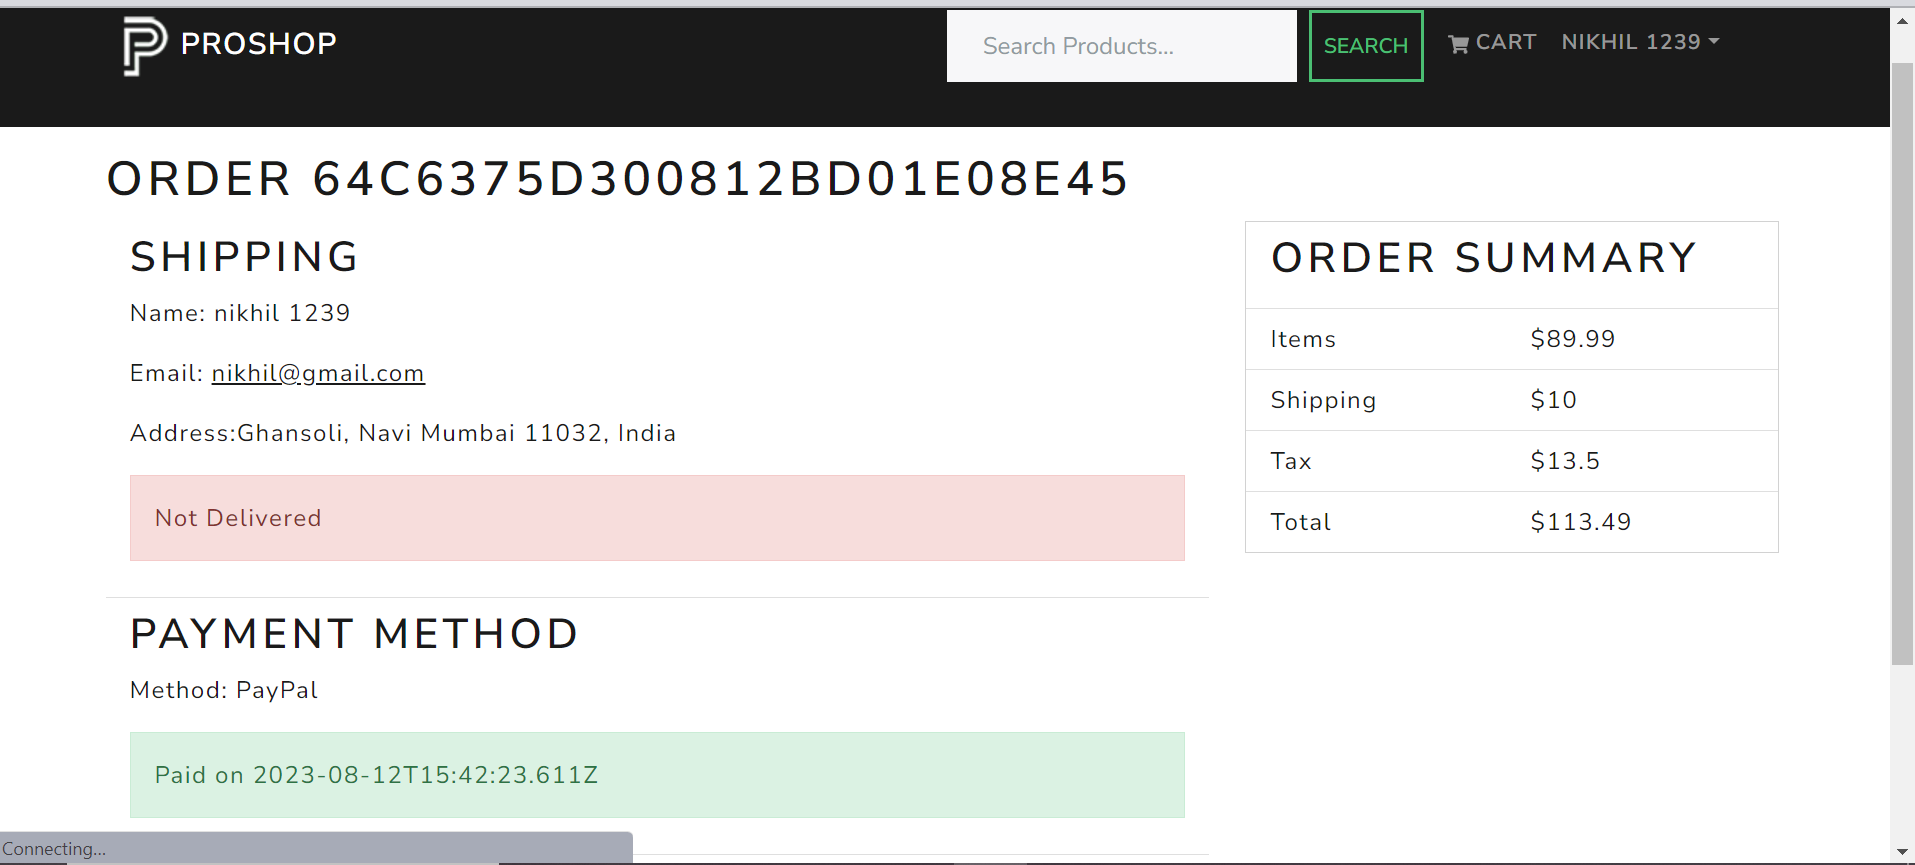 PROSHOP
Search Products...
SEARCH
CART
NIKHIL 1239
ORDER 64C6375D300812BD01E08E45
SHIPPING
Name: nikhil 1239
Email: nikhil@gmail.com
Address:Ghansoli, Navi Mumbai 11032, India
Not Delivered
PAYMENT METHOD
Method: PayPal
Paid on 2023-08-12T15:42:23.611Z
ORDER SUMMARY
Items $89.99
Shipping $10
Tax $13.5
Total $113.49
Connecting...